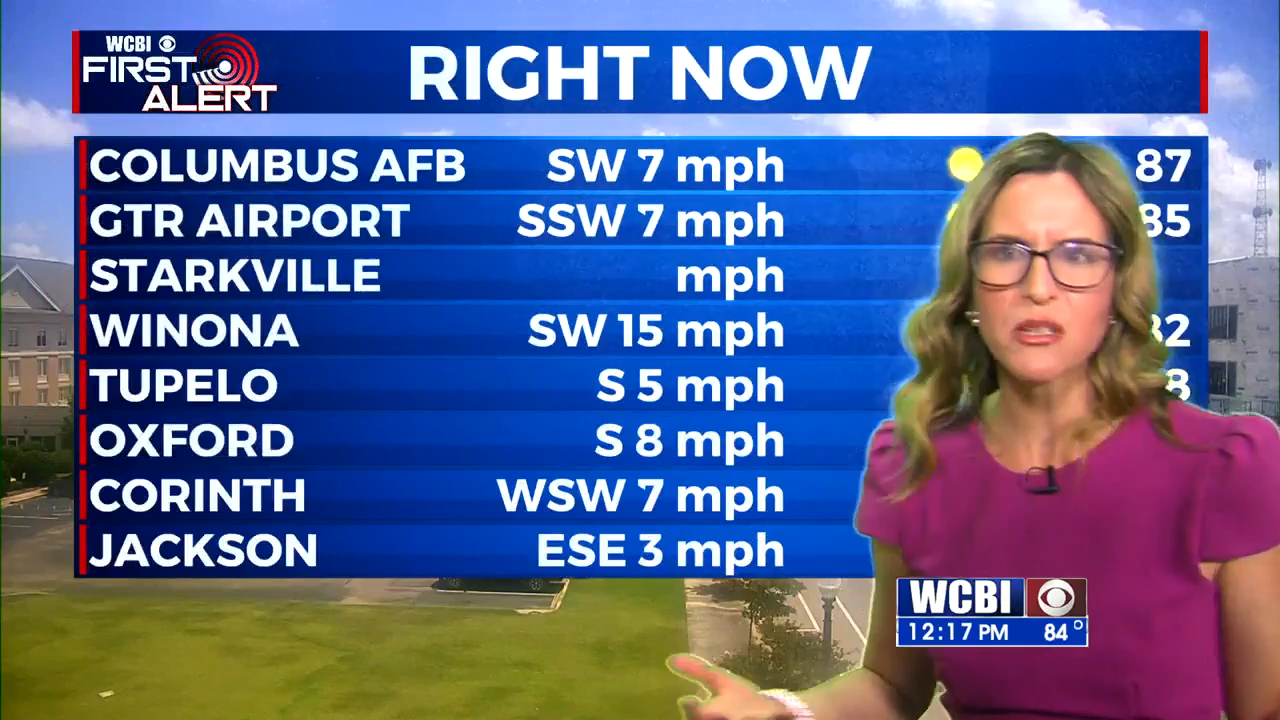 WCBI
FIRST
ALERT
RIGHT NOW
COLUMBUS AFB SW 7 mph 87
GTR AIRPORT SSW 7 mph 85
STARKVILLE mph
WINONA SW 15 mph 82
TUPELO S 5 mph
OXFORD S 8 mph
CORINTH WSW 7 mph
JACKSON ESE 3 mph
WCBI
12:17 PM 84°